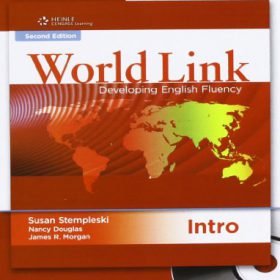 HEINLE
CENGAGE Learning
Second Edition
World Link
Developing English Fluency
Susan Stempleski
Nancy Douglas
James R. Morgan
Intro